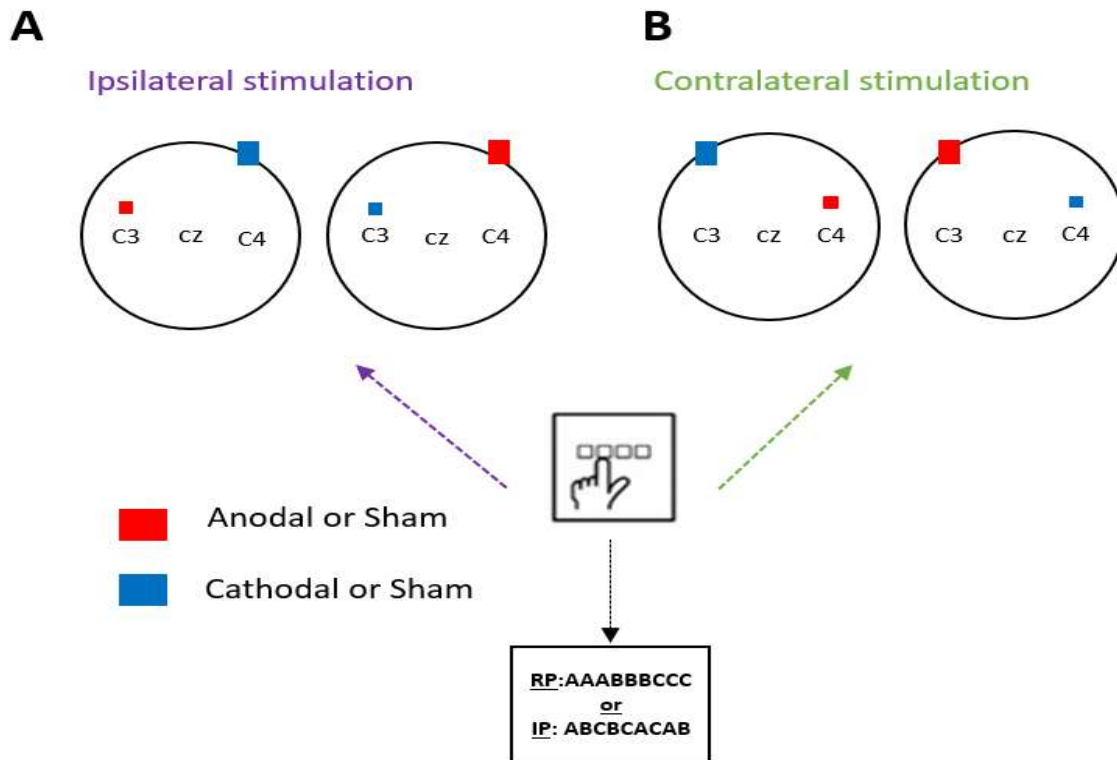 A
B
Ipsilateral stimulation
Contralateral stimulation
C3 cz C4
C3 cz C4
C3 cz C4
C3 cz C4
Anodal or Sham
Cathodal or Sham
RP:AAABBBCCC
or
IP: ABCBCACAB